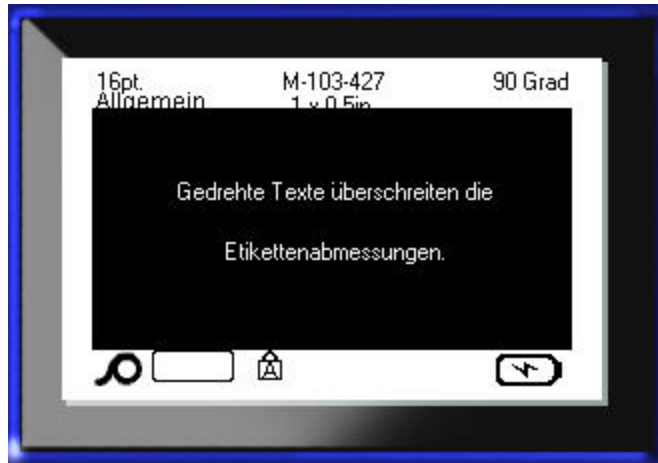 16pt. M-103-427 90 Grad
Allgemein 1 x 0.5in
Gedrehte Texte überschreiten die
Etikettenabmessungen.
A